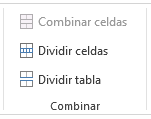 Combinar celdas
Dividir celdas
Dividir tabla
Combinar